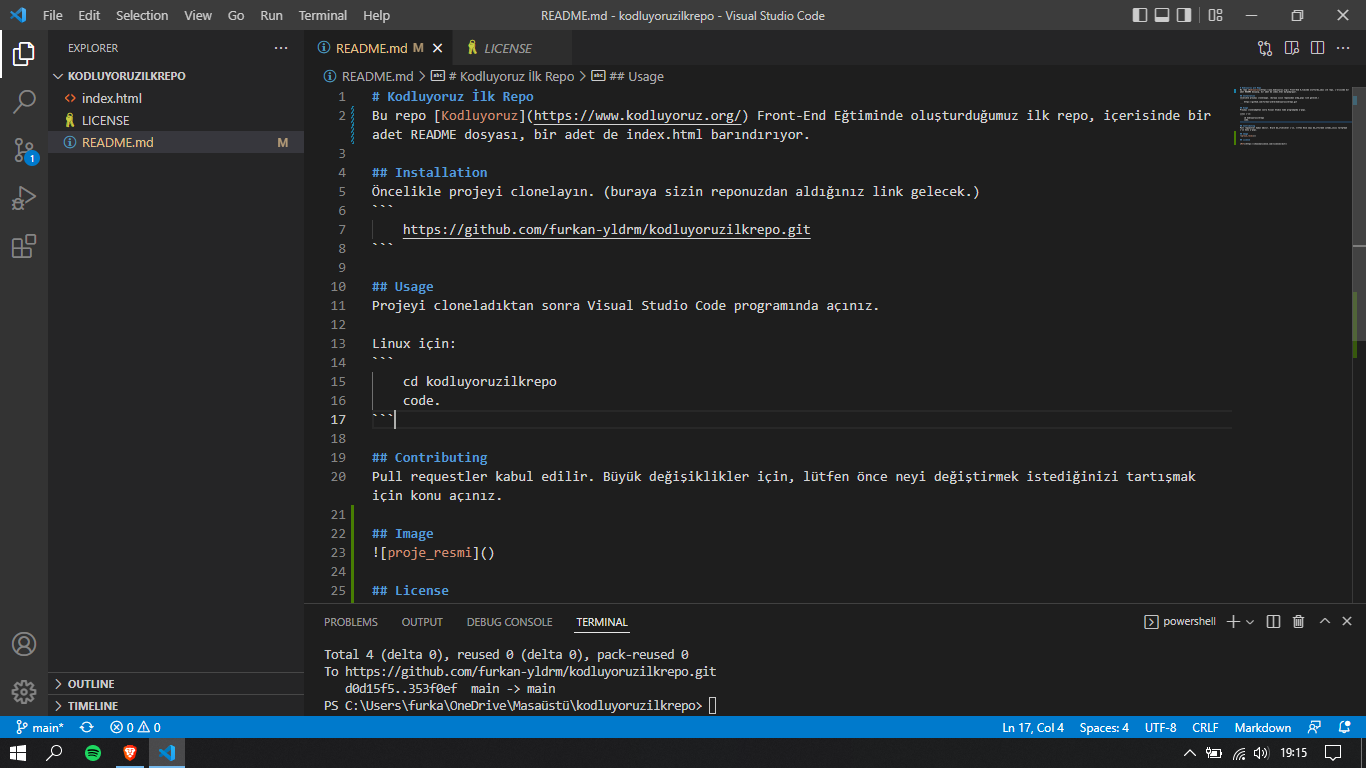 File Edit Selection View Go Run Terminal Help
README.md - kodluyoruzilkrepo - Visual Studio Code
EXPLORER
KODLUYORUZILKREPO
index.html
LICENSE
README.md M
1
OUTLINE
TIMELINE
README.md M
LICENSE
README.md > # Kodluyoruz İlk Repo > ## Usage
1 # Kodluyoruz İlk Repo
2 Bu repo [Kodluyoruz](https://www.kodluyoruz.org/) Front-End Eğtiminde oluşturduğumuz ilk repo, içerisinde bir
adet README dosyası, bir adet de index.html barındırıyor.
3
4 ## Installation
5 Öncelikle projeyi clonelayın. (buraya sizin reponuzdan aldığınız link gelecek.)
6 ```
7 https://github.com/furkan-yldrm/kodluyoruzilkrepo.git
8 ```
9
10 ## Usage
11 Projeyi cloneladıktan sonra Visual Studio Code programında açınız.
12
13 Linux için:
14 ```
15 cd kodluyoruzilkrepo
16 code.
17 ```
18
19 ## Contributing
20 Pull requestler kabul edilir. Büyük değişiklikler için, lütfen önce neyi değiştirmek istediğinizi tartışmak
için konu açınız.
21
22 ## Image
23 ![proje_resmi]()
24
25 ## License
PROBLEMS OUTPUT DEBUG CONSOLE TERMINAL
powershell
Total 4 (delta 0), reused 0 (delta 0), pack-reused 0
To https://github.com/furkan-yldrm/kodluyoruzilkrepo.git
d0d15f5..353f0ef main -> main
PS C:\Users\furka\OneDrive\Masaüstü\kodluyoruzilkrepo>
main* 0 0
Ln 17, Col 4 Spaces: 4 UTF-8 CRLF Markdown
19:15